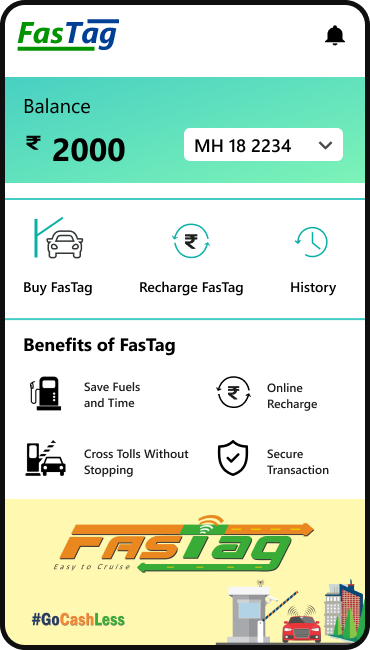 FasTag
Balance
₹ 2000
MH 18 2234
Buy FasTag
Recharge FasTag
History
Benefits of FasTag
Save Fuels
and Time
Online
Recharge
Cross Tolls Without
Stopping
Secure
Transaction
FASTag
Easy to Cruise
#GoCashLess